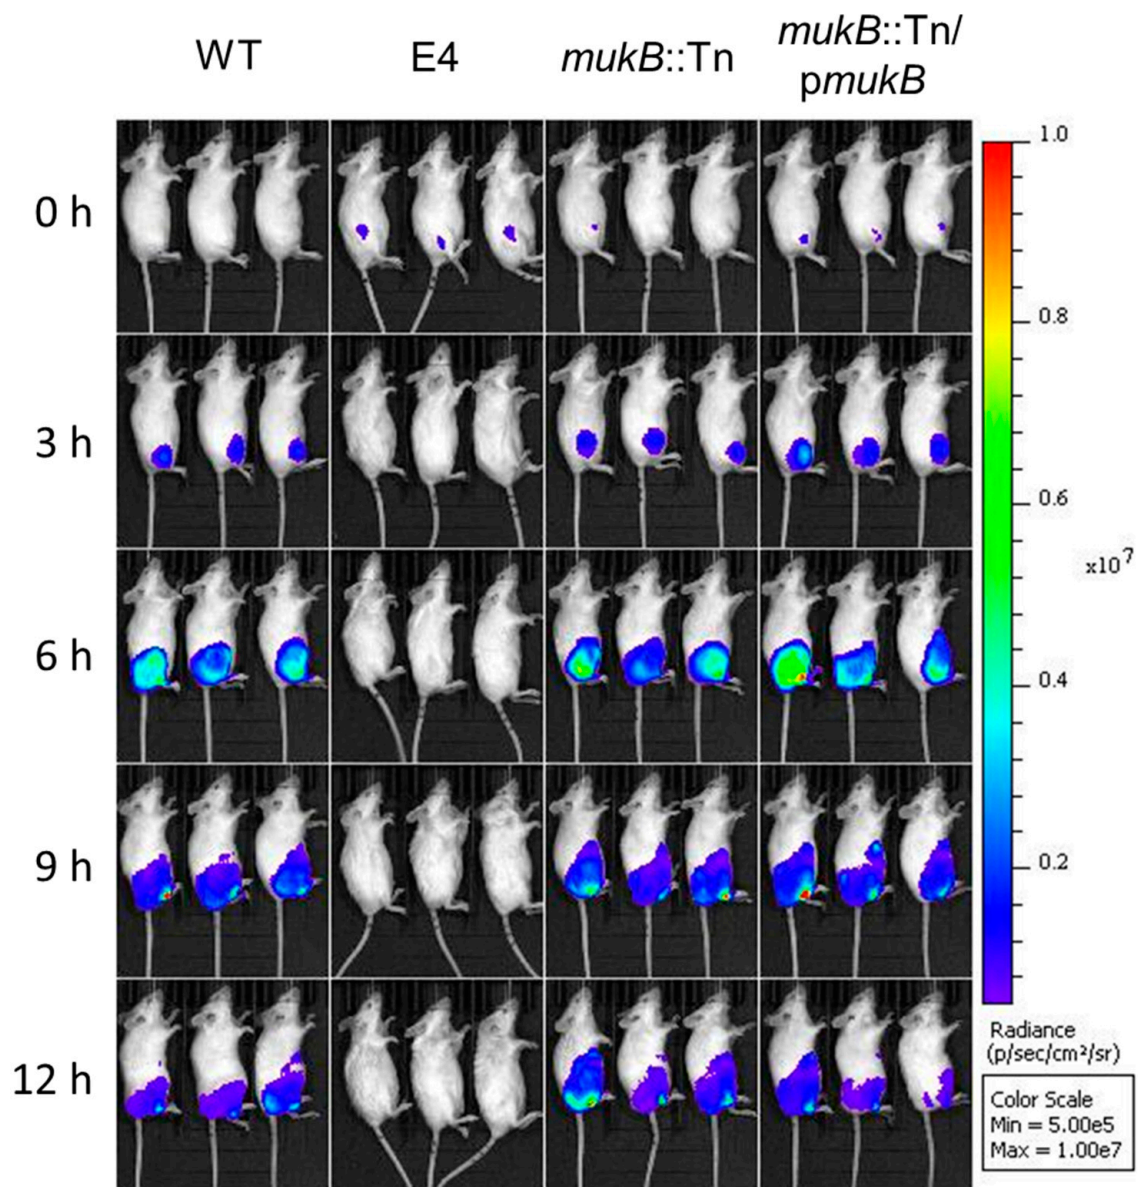 WT E4 mukB::Tn mukB::Tn/
pmukB
0 h
3 h
6 h
9 h
12 h
1.0
0.8
0.6
x10⁷
0.4
0.2
Radiance
(p/sec/cm²/sr)
Color Scale
Min = 5.00e5
Max = 1.00e7